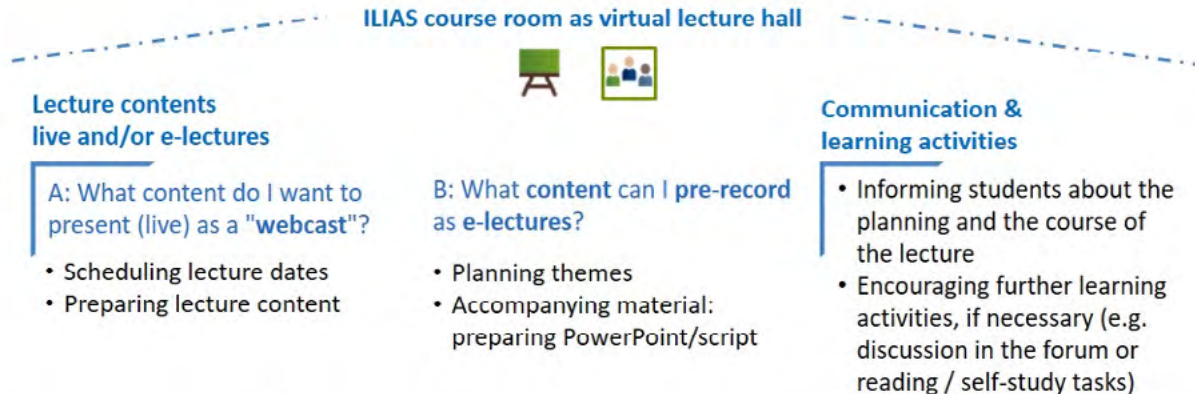 ILIAS course room as virtual lecture hall
Lecture contents
live and/or e-lectures
A: What content do I want to
present (live) as a "webcast"?
• Scheduling lecture dates
• Preparing lecture content
B: What content can I pre-record
as e-lectures?
• Planning themes
• Accompanying material:
preparing PowerPoint/script
Communication &
learning activities
• Informing students about the
planning and the course of
the lecture
• Encouraging further learning
activities, if necessary (e.g.
discussion in the forum or
reading / self-study tasks)